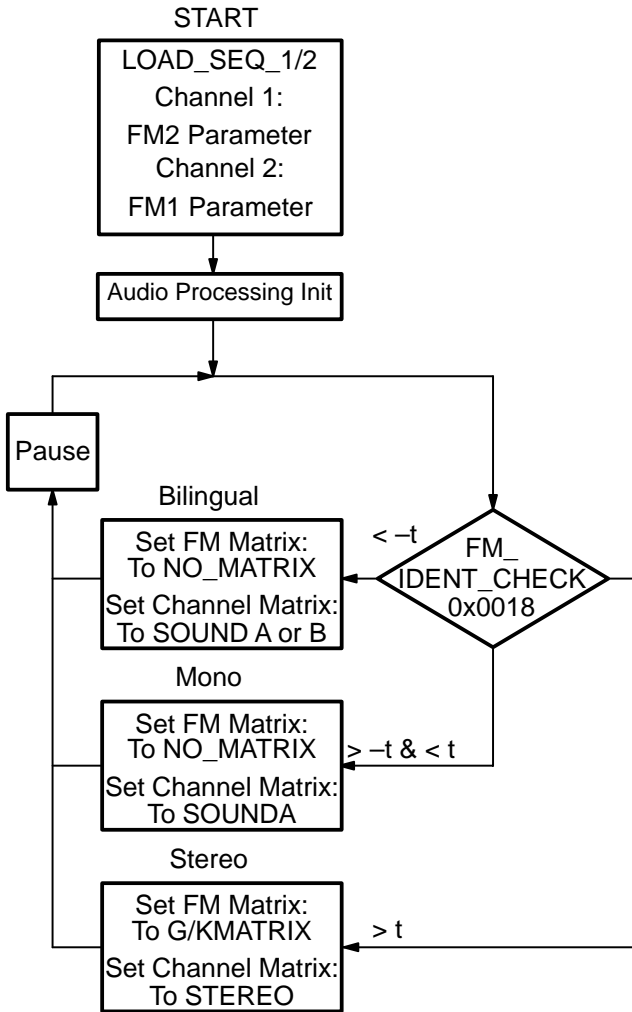 START
LOAD_SEQ_1/2
Channel 1:
FM2 Parameter
Channel 2:
FM1 Parameter
Audio Processing Init
Pause
Bilingual
Set FM Matrix:
To NO_MATRIX
Set Channel Matrix:
To SOUND A or B
< –t
FM_
IDENT_CHECK
0x0018
Mono
Set FM Matrix:
To NO_MATRIX
Set Channel Matrix:
To SOUNDA
> –t & < t
Stereo
Set FM Matrix:
To G/KMATRIX
Set Channel Matrix:
To STEREO
> t